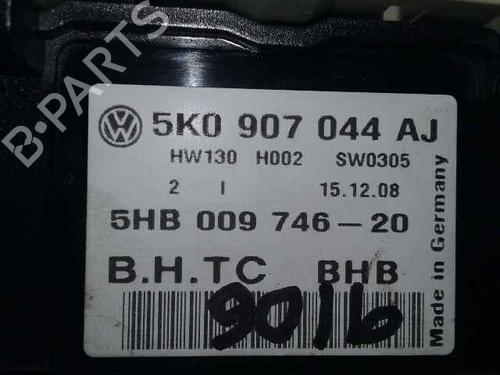 B-PARTS
5K0 907 044 AJ
HW130 H002 SW0305
2 I 15.12.08
5HB 009 746-20
B.H.TC BHB
Made in Germany
9016